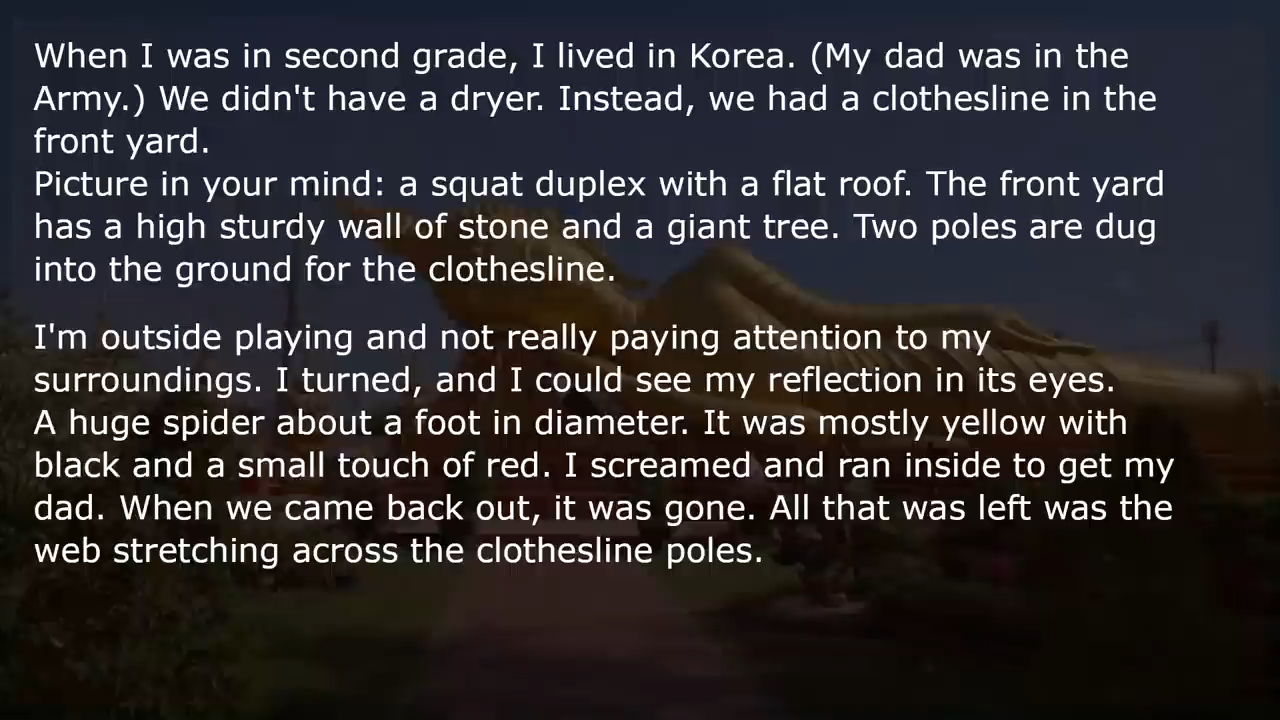 When I was in second grade, I lived in Korea. (My dad was in the
Army.) We didn't have a dryer. Instead, we had a clothesline in the
front yard.
Picture in your mind: a squat duplex with a flat roof. The front yard
has a high sturdy wall of stone and a giant tree. Two poles are dug
into the ground for the clothesline.
I'm outside playing and not really paying attention to my
surroundings. I turned, and I could see my reflection in its eyes.
A huge spider about a foot in diameter. It was mostly yellow with
black and a small touch of red. I screamed and ran inside to get my
dad. When we came back out, it was gone. All that was left was the
web stretching across the clothesline poles.